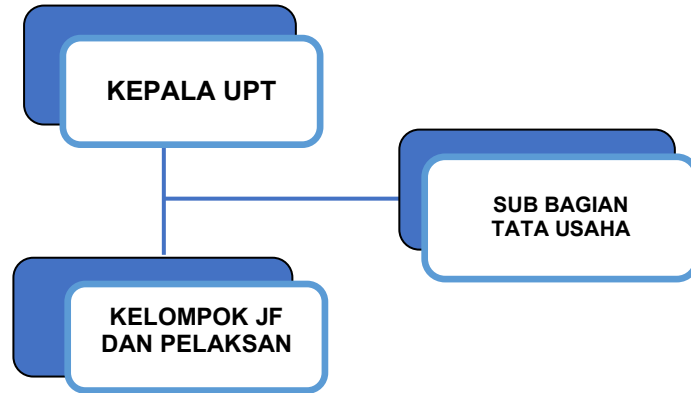 KEPALA UPT
SUB BAGIAN
TATA USAHA
KELOMPOK JF
DAN PELAKSAN